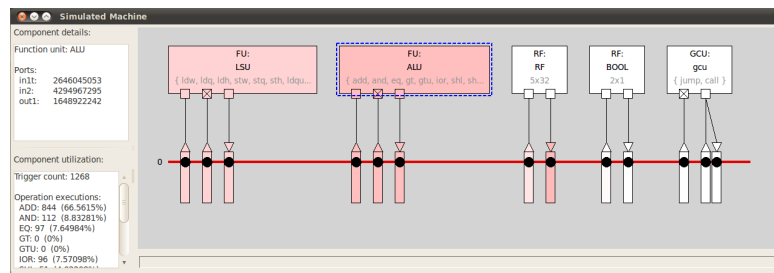 Simulated Machine
Component details:
Function unit: ALU
Ports:
in1t: 2646045053
in2: 4294967295
out1: 1648922242
Component utilization:
Trigger count: 1268
Operation executions:
ADD: 844 (66.5615%)
AND: 112 (8.83281%)
EQ: 97 (7.64984%)
GT: 0 (0%)
GTU: 0 (0%)
IOR: 96 (7.57098%)
FU:
LSU
{ ldw, ldq, ldh, stw, stq, sth, ldqu...
FU:
ALU
{ add, and, eq, gt, gtu, ior, shl, sh...
RF:
RF
5x32
RF:
BOOL
2x1
GCU:
gcu
{ jump, call }
0